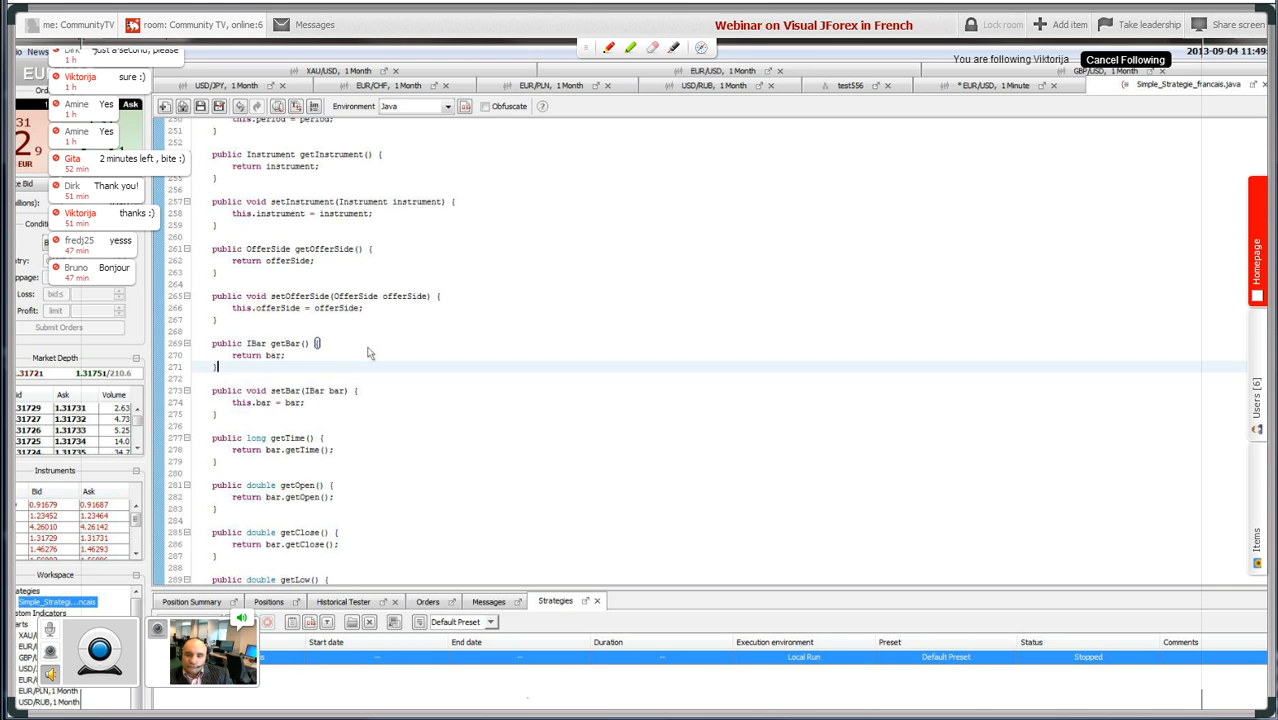 me: CommunityTV
room: Community TV, online:6
Messages
Webinar on Visual JForex in French
Lock room
Add item
Take leadership
Share screen
News
2013-09-04 11:49
You are following Viktorija
Cancel Following
Dirk Just a second, please
1 h
Viktorija sure :)
1 h
Amine Yes
1 h
Amine Yes
1 h
Gita 2 minutes left , bite :)
52 min
Dirk Thank you!
51 min
Viktorija thanks :)
51 min
fredj25 yesss
47 min
Bruno Bonjour
47 min
XAU/USD, 1 Month
EUR/USD, 1 Month
GBP/USD, 1 Month
USD/JPY, 1 Month
EUR/CHF, 1 Month
EUR/PLN, 1 Month
USD/RUB, 1 Month
test556
*EUR/USD, 1 Minute
Simple_Strategie_francais.java
Environment Java
Obfuscate
Ask
EUR
Loss: bid:s
Profit: limit
Submit Orders
Market Depth
1.31721 1.31751/210.6
Ask Volume
.31729 1.31731 2.63
.31727 1.31732 4.73
.31726 1.31733 5.25
.31725 1.31734 14.0
.31724 1.31735 34.7
Instruments
Bid Ask
0.91679 0.91687
1.23452 1.23464
4.26010 4.26142
1.31729 1.31731
1.46276 1.46293
Workspace
ategies
Simple_Strategi...ncais
stom Indicators
arts
XAU/
EUR/
GBP/
USD/
EUR/
EUR/PLN, 1 Month
USD/RUB, 1 Month
250 this.period = period;
251 }
252
253 public Instrument getInstrument() {
254 return instrument;
255 }
256
257 public void setInstrument(Instrument instrument) {
258 this.instrument = instrument;
259 }
260
261 public OfferSide getOfferSide() {
262 return offerSide;
263 }
264
265 public void setOfferSide(OfferSide offerSide) {
266 this.offerSide = offerSide;
267 }
268
269 public IBar getBar() {
270 return bar;
271 }
272
273 public void setBar(IBar bar) {
274 this.bar = bar;
275 }
276
277 public long getTime() {
278 return bar.getTime();
279 }
280
281 public double getOpen() {
282 return bar.getOpen();
283 }
284
285 public double getClose() {
286 return bar.getClose();
287 }
288
289 public double getLow() {
Homepage
Users [6]
Items
Position Summary
Positions
Historical Tester
Orders
Messages
Strategies
Default Preset
Start date End date Duration Execution environment Preset Status Comments
-- -- -- Local Run Default Preset Stopped